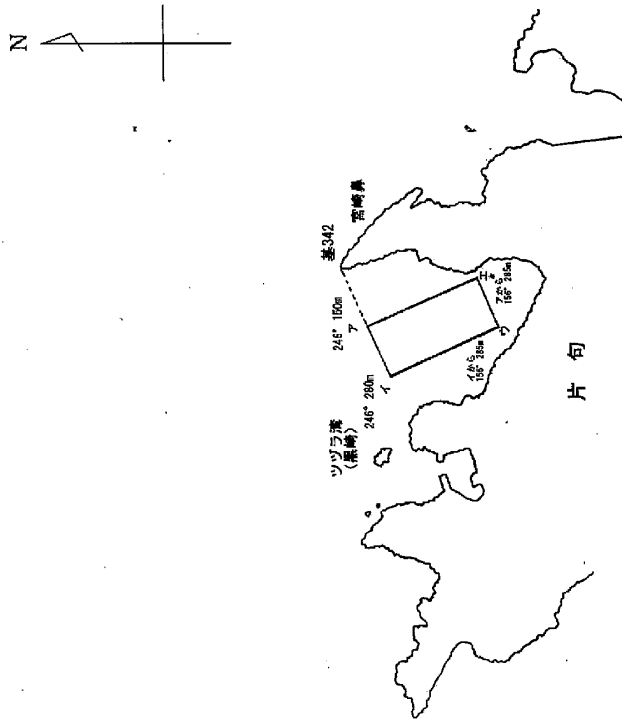 N
基342
宮崎鼻
246° 150m
ア
246° 280m
イ
ツヅラ湾
(黒崎)
エ
アから
156° 285m
ウ
イから
156° 285m
片句